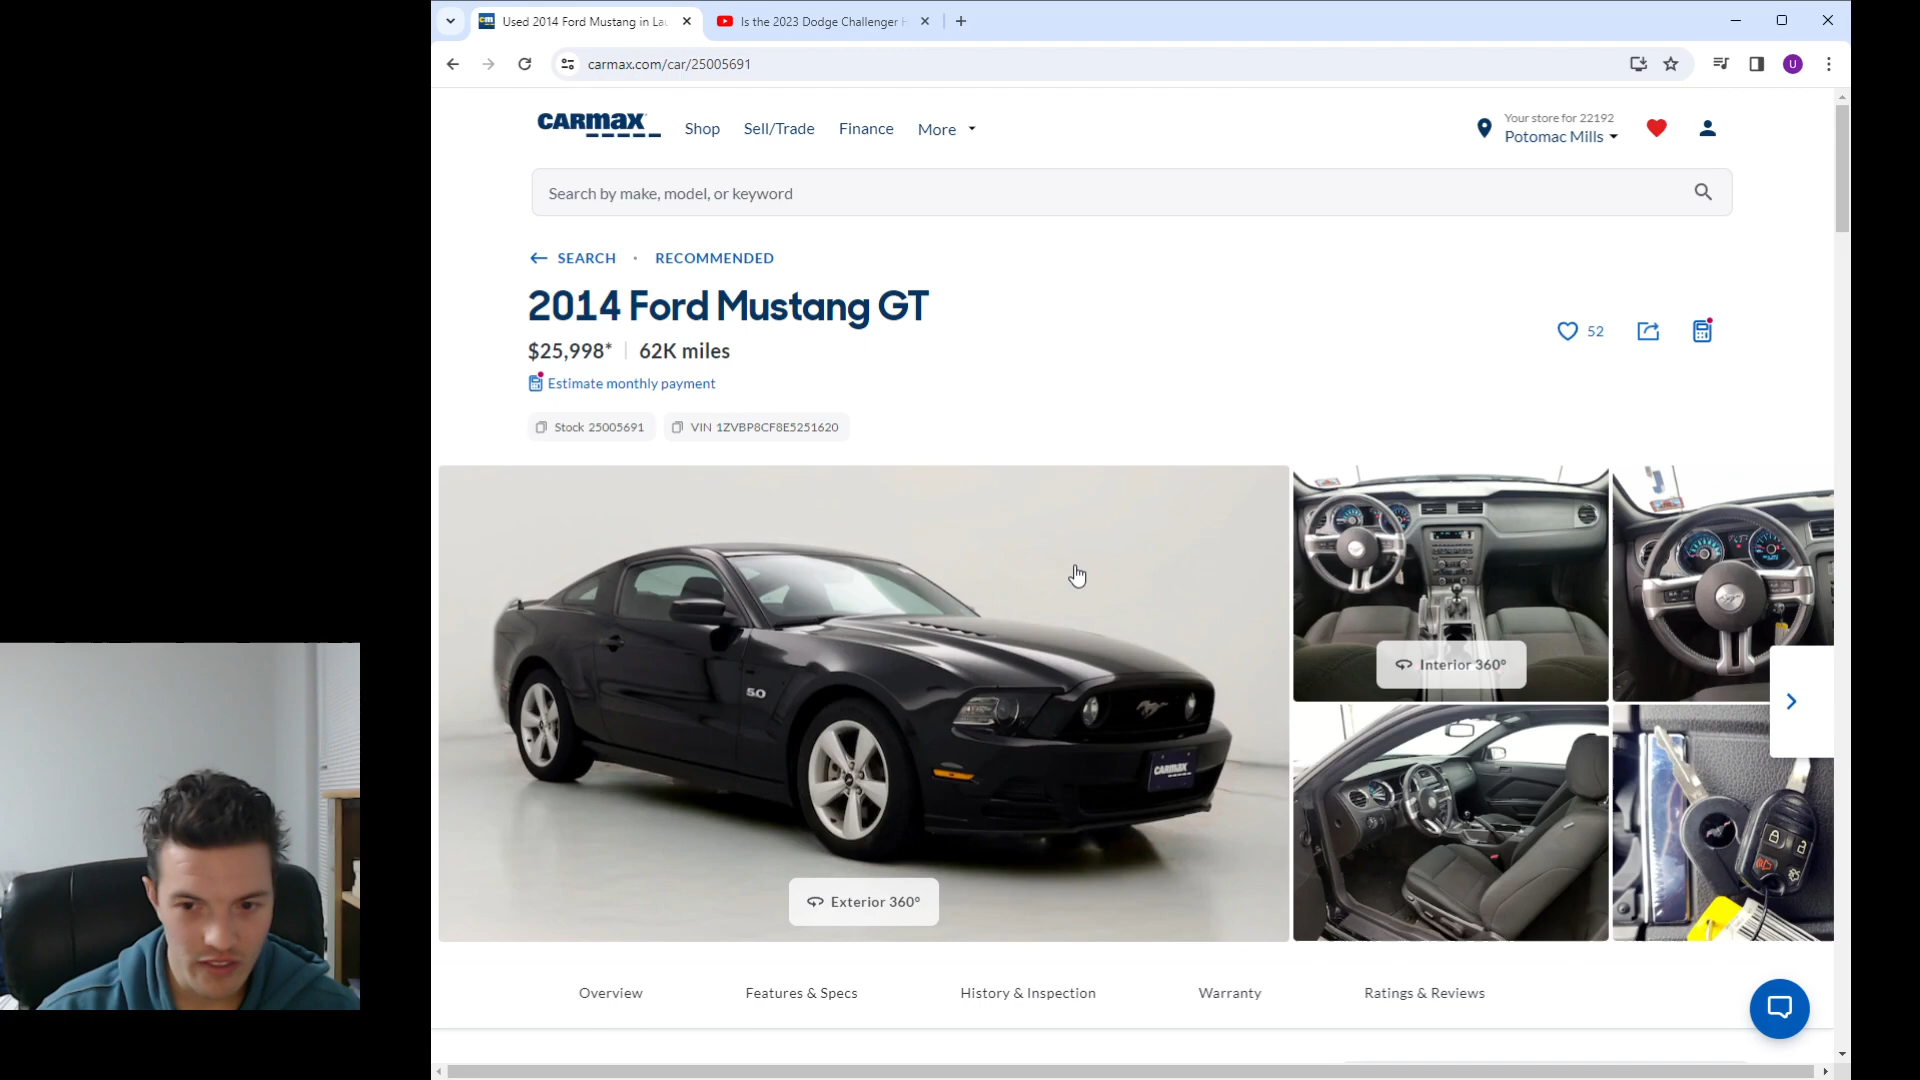 Used 2014 Ford Mustang in Lau
Is the 2023 Dodge Challenger H
carmax.com/car/25005691
CARMAX
Shop
Sell/Trade
Finance
More
Your store for 22192
Potomac Mills
U
Search by make, model, or keyword
SEARCH · RECOMMENDED
2014 Ford Mustang GT
$25,998* 62K miles
Estimate monthly payment
52
Stock 25005691
VIN 1ZVBP8CF8E5251620
5.0
CARMAX
Interior 360°
Exterior 360°
Overview
Features & Specs
History & Inspection
Warranty
Ratings & Reviews